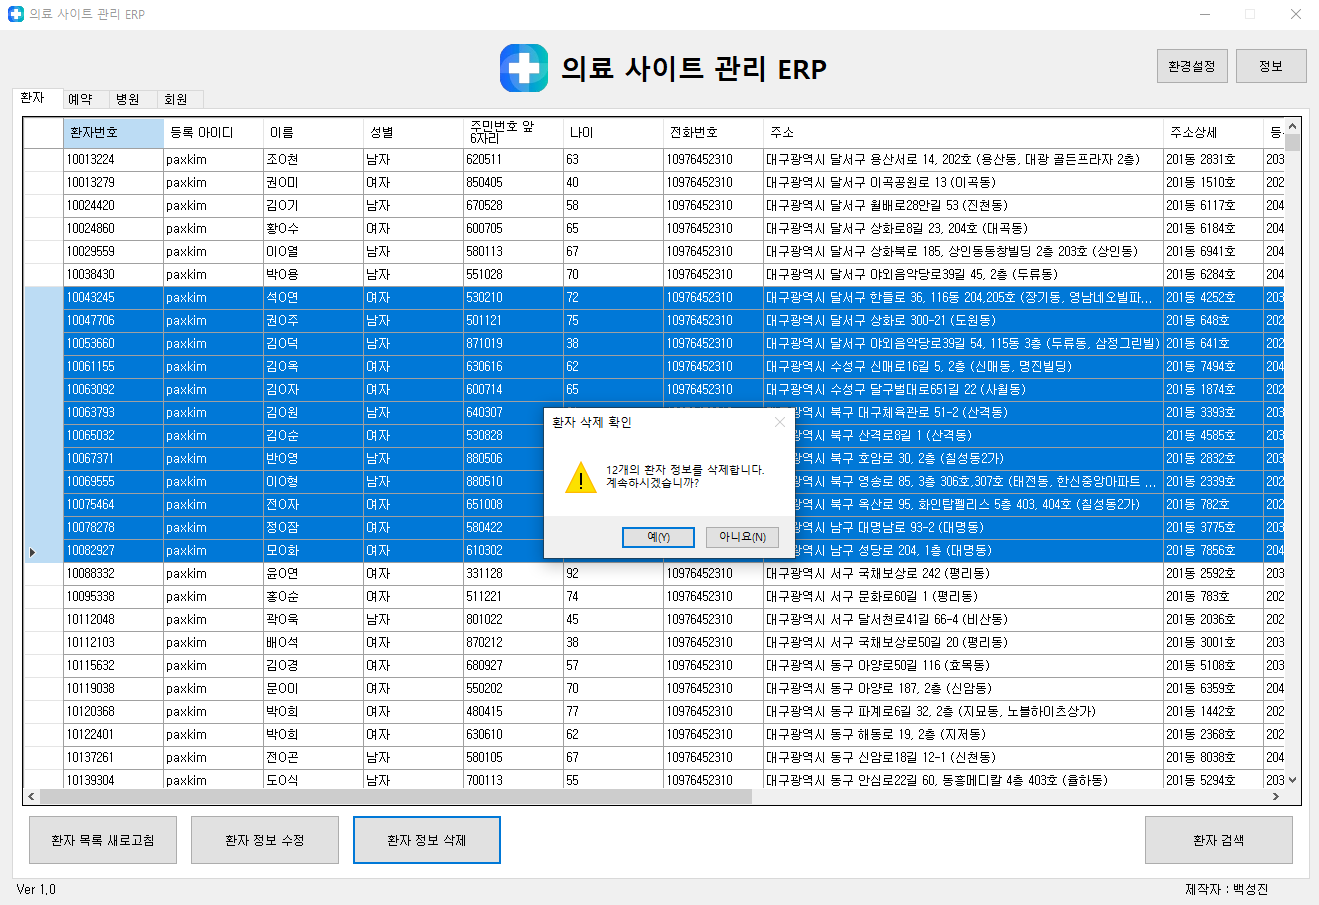 의료 사이트 관리 ERP
의료 사이트 관리 ERP
환경설정 정보
환자 예약 병원 회원
환자번호 등록 아이디 이름 성별 주민번호 앞 6자리 나이 전화번호 주소 주소상세
10013224 paxkim 조O천 남자 620511 63 10976452310 대구광역시 달서구 용산서로 14, 202호 (용산동, 대광 골든프라자 2층) 201동 2831호 203
10013279 paxkim 권O미 여자 850405 40 10976452310 대구광역시 달서구 이곡공원로 13 (이곡동) 201동 1510호 202
10024420 paxkim 김O기 남자 670528 58 10976452310 대구광역시 달서구 월배로28안길 53 (진천동) 201동 6117호 204
10024860 paxkim 황O수 여자 600705 65 10976452310 대구광역시 달서구 상화로8길 23, 204호 (대곡동) 201동 6184호 204
10029559 paxkim 이O열 남자 580113 67 10976452310 대구광역시 달서구 상화북로 185, 상인동동창빌딩 2층 203호 (상인동) 201동 6941호 204
10038430 paxkim 박O용 남자 551028 70 10976452310 대구광역시 달서구 야외음악당로39길 45, 2층 (두류동) 201동 6284호 204
10043245 paxkim 석O연 여자 530210 72 10976452310 대구광역시 달서구 한들로 36, 116동 204,205호 (장기동, 영남네오빌파... 201동 4252호 203
10047706 paxkim 권O주 남자 501121 75 10976452310 대구광역시 달서구 상화로 300-21 (도원동) 201동 648호 202
10053660 paxkim 김O덕 남자 871019 38 10976452310 대구광역시 달서구 야외음악당로39길 54, 115동 3층 (두류동, 삼정그린빌) 201동 641호 202
10061155 paxkim 김O옥 여자 630616 62 10976452310 대구광역시 수성구 신매로16길 5, 2층 (신매동, 명진빌딩) 201동 7494호 204
10063092 paxkim 김O자 여자 600714 65 10976452310 대구광역시 수성구 달구벌대로651길 22 (사월동) 201동 1874호 202
10063793 paxkim 김O원 남자 640307 역시 북구 대구체육관로 51-2 (산격동) 201동 3393호 203
10065032 paxkim 김O순 여자 530828 역시 북구 산격로8길 1 (산격동) 201동 4585호 203
10067371 paxkim 반O영 남자 880506 역시 북구 호암로 30, 2층 (칠성동2가) 201동 2832호 203
10069555 paxkim 이O형 남자 880510 역시 북구 영송로 85, 3층 306호,307호 (태전동, 한신중앙아파트 ... 201동 2339호 202
10075464 paxkim 전O자 여자 651008 역시 북구 옥산로 95, 화인탑펠리스 5층 403, 404호 (칠성동2가) 201동 782호 202
10078278 paxkim 정O잠 남자 580422 역시 남구 대명남로 93-2 (대명동) 201동 3775호 203
10082927 paxkim 모O화 여자 610302 역시 남구 성당로 204, 1층 (대명동) 201동 7856호 204
10088332 paxkim 윤O연 여자 331128 92 10976452310 대구광역시 서구 국채보상로 242 (평리동) 201동 2592호 203
10095338 paxkim 홍O순 여자 511221 74 10976452310 대구광역시 서구 문화로60길 1 (평리동) 201동 783호 202
10112048 paxkim 곽O욱 남자 801022 45 10976452310 대구광역시 서구 달서천로41길 66-4 (비산동) 201동 2036호 202
10112103 paxkim 배O석 여자 870212 38 10976452310 대구광역시 서구 국채보상로50길 20 (평리동) 201동 3001호 203
10115632 paxkim 김O경 여자 680927 57 10976452310 대구광역시 동구 아양로50길 116 (효목동) 201동 5108호 203
10119038 paxkim 문O이 여자 550202 70 10976452310 대구광역시 동구 아양로 187, 2층 (신암동) 201동 6359호 204
10120368 paxkim 박O희 여자 480415 77 10976452310 대구광역시 동구 파계로6길 32, 2층 (지묘동, 노블하이츠상가) 201동 1442호 202
10122401 paxkim 박O희 여자 630610 62 10976452310 대구광역시 동구 해동로 19, 2층 (지저동) 201동 2368호 202
10137261 paxkim 전O곤 남자 580105 67 10976452310 대구광역시 동구 신암로18길 12-1 (신천동) 201동 8038호 204
10139304 paxkim 도O식 남자 700113 55 10976452310 대구광역시 동구 안심로22길 60, 동흥메디칼 4층 403호 (율하동) 201동 5294호 203
환자 삭제 확인
12개의 환자 정보를 삭제합니다.
계속하시겠습니까?
예(Y) 아니요(N)
환자 목록 새로고침 환자 정보 수정 환자 정보 삭제 환자 검색
Ver 1.0 제작자 : 백성진